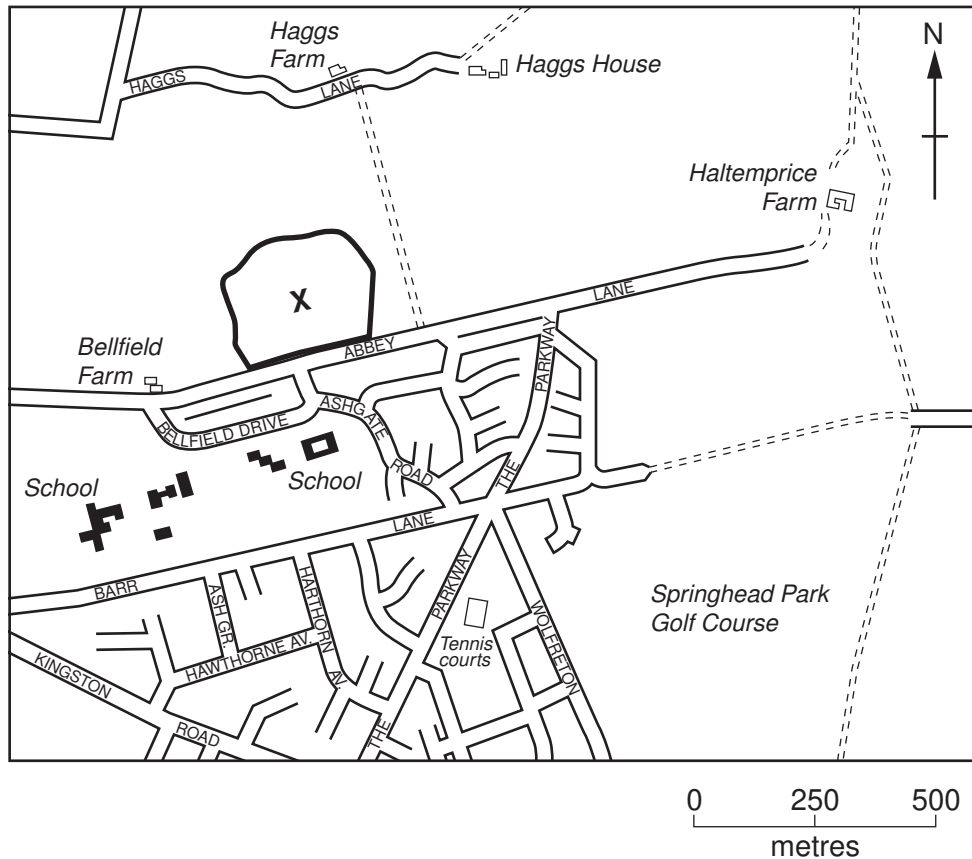 Haggs
Farm
Haggs House
N
HAGGS
LANE
Haltemprice
Farm
X
LANE
ABBEY
PARKWAY
Bellfield
Farm
ASHGATE
BELLFIELD DRIVE
School
School
ROAD
THE
LANE
BARR
ASH GR.
HARTHORN AV.
PARKWAY
WOLFRETON
Springhead Park
Golf Course
Tennis
courts
HAWTHORNE AV.
KINGSTON
ROAD
THE
0 250 500
metres